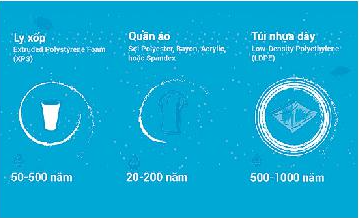 Ly xốp
Extruded Polystyrene Foam
(XPS)
50-500 năm
Quần áo
Sợi Polyester, Rayon, Acrylic,
hoặc Spandex
20-200 năm
Túi nhựa dày
Low-Density Polyethylene
(LDPE)
500-1000 năm